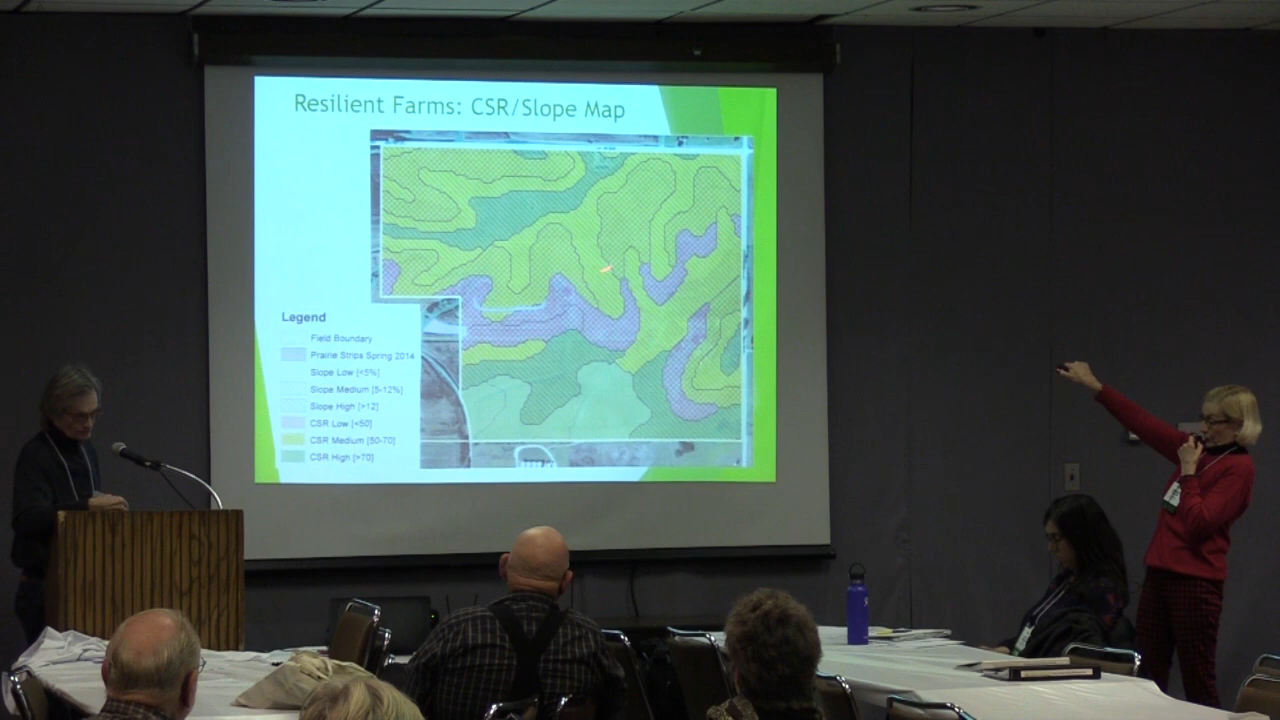 Resilient Farms: CSR/Slope Map
Legend
Field Boundary
Prairie Strips Spring 2014
Slope Low [<5%]
Slope Medium [5-12%]
Slope High [>12]
CSR Low [<50]
CSR Medium [50-70]
CSR High [>70]